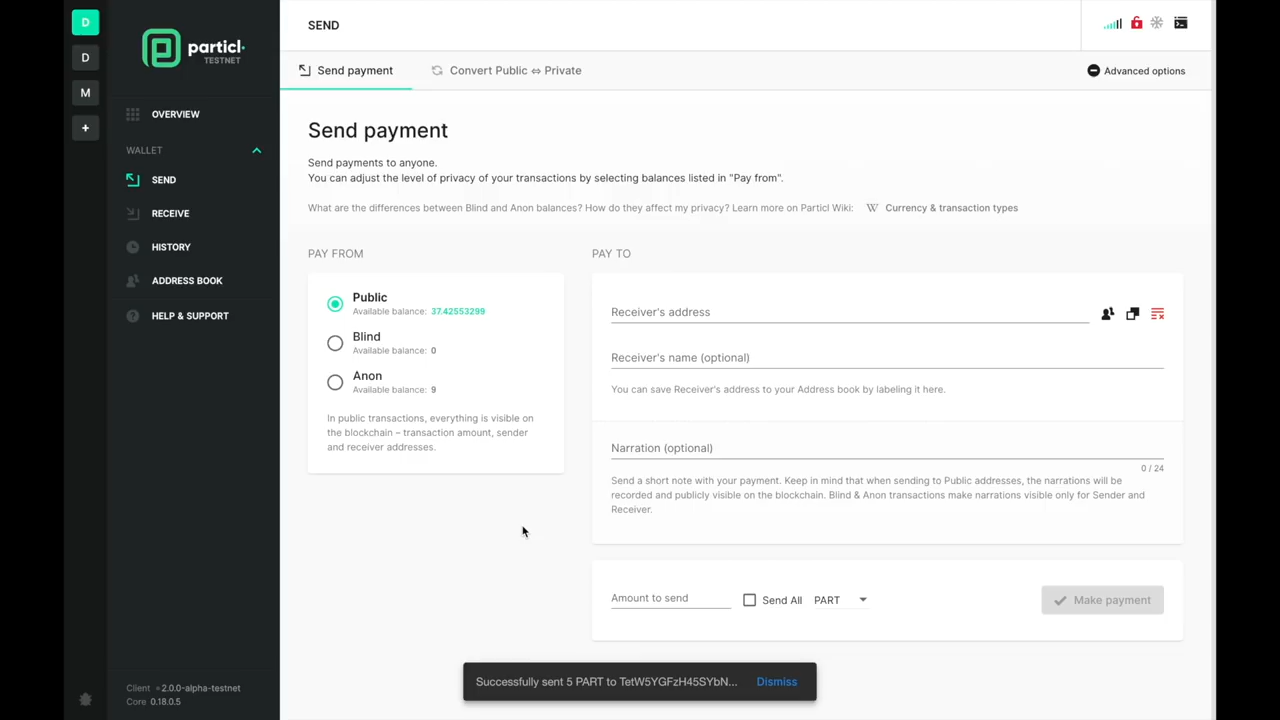 D
D
M
+
particl
TESTNET
OVERVIEW
WALLET
SEND
RECEIVE
HISTORY
ADDRESS BOOK
HELP & SUPPORT
Client 2.0.0-alpha-testnet
Core 0.18.0.5
SEND
Send payment
Convert Public ⇔ Private
Advanced options
Send payment
Send payments to anyone.
You can adjust the level of privacy of your transactions by selecting balances listed in "Pay from".
What are the differences between Blind and Anon balances? How do they affect my privacy? Learn more on Particl Wiki: W Currency & transaction types
PAY FROM
Public
Available balance: 37.42553299
Blind
Available balance: 0
Anon
Available balance: 9
In public transactions, everything is visible on
the blockchain – transaction amount, sender
and receiver addresses.
PAY TO
Receiver's address
Receiver's name (optional)
You can save Receiver's address to your Address book by labeling it here.
Narration (optional)
0 / 24
Send a short note with your payment. Keep in mind that when sending to Public addresses, the narrations will be
recorded and publicly visible on the blockchain. Blind & Anon transactions make narrations visible only for Sender and
Receiver.
Amount to send
Send All
PART
Make payment
Successfully sent 5 PART to TetW5YGFzH45SYbN...
Dismiss